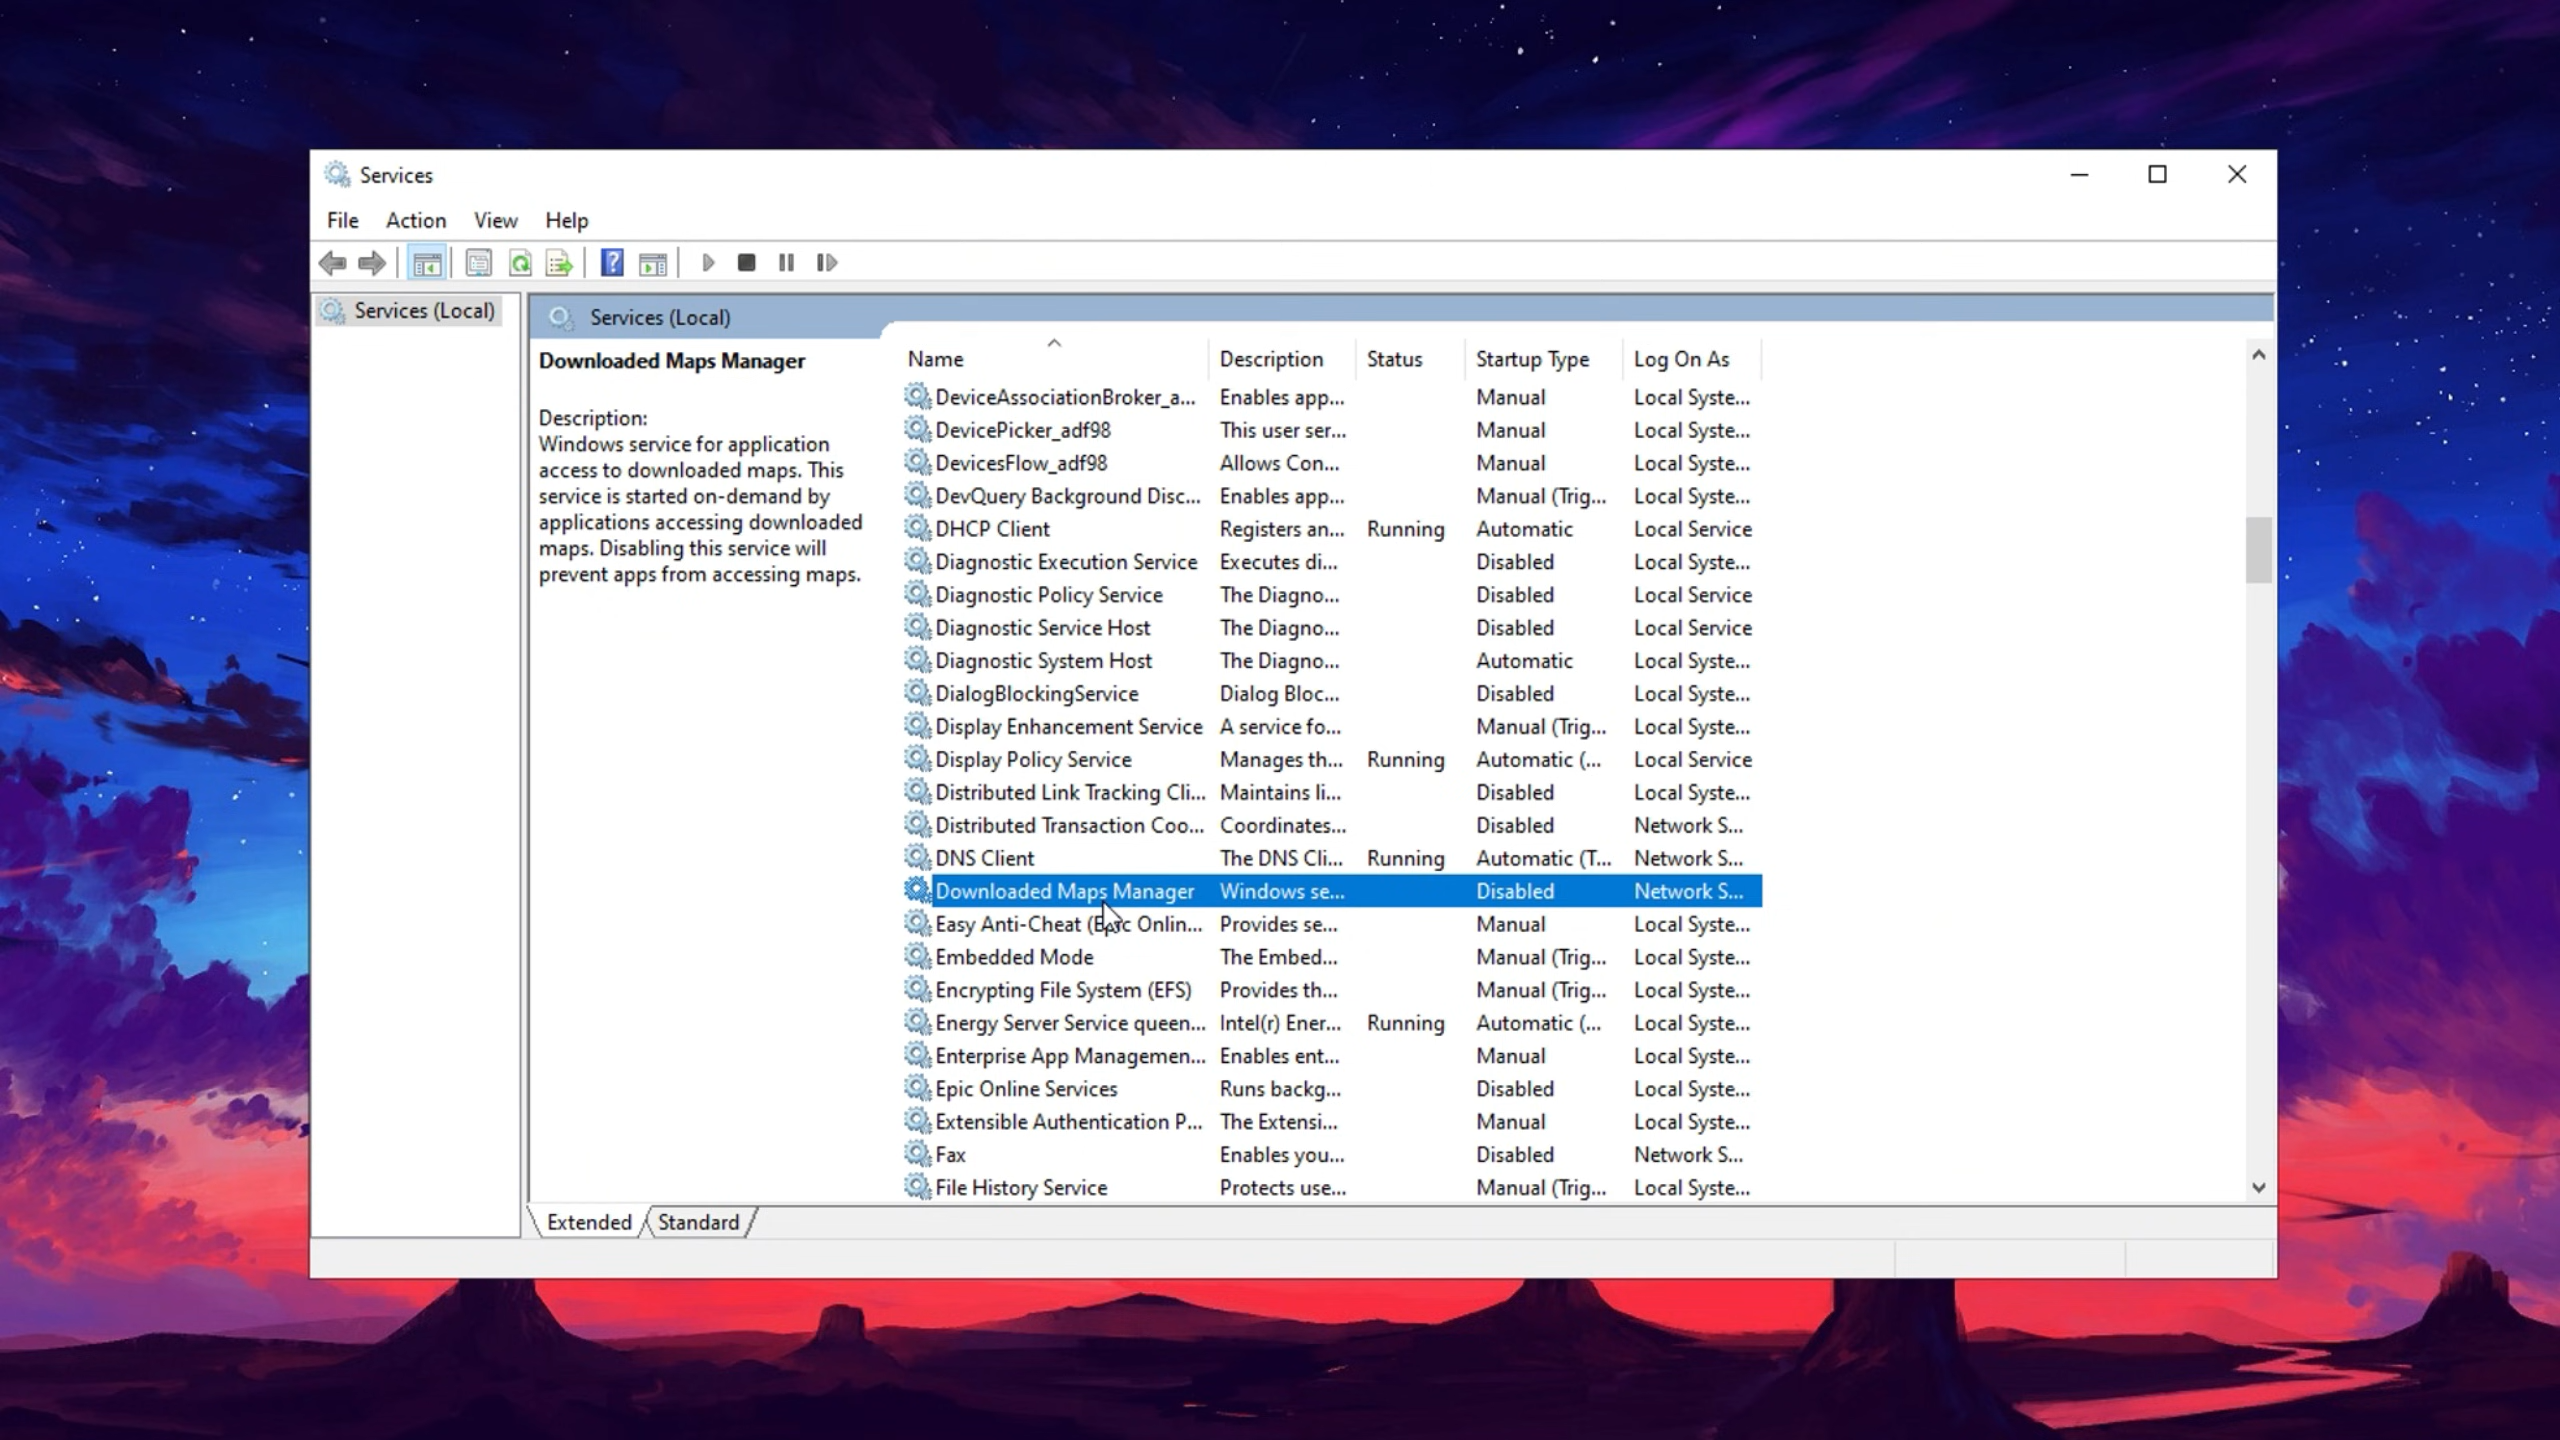 Services
File Action View Help
Services (Local)
Services (Local)
Downloaded Maps Manager
Description:
Windows service for application
access to downloaded maps. This
service is started on-demand by
applications accessing downloaded
maps. Disabling this service will
prevent apps from accessing maps.
Name Description Status Startup Type Log On As
DeviceAssociationBroker_a... Enables app... Manual Local Syste...
DevicePicker_adf98 This user ser... Manual Local Syste...
DevicesFlow_adf98 Allows Con... Manual Local Syste...
DevQuery Background Disc... Enables app... Manual (Trig... Local Syste...
DHCP Client Registers an... Running Automatic Local Service
Diagnostic Execution Service Executes di... Disabled Local Syste...
Diagnostic Policy Service The Diagno... Disabled Local Service
Diagnostic Service Host The Diagno... Disabled Local Service
Diagnostic System Host The Diagno... Automatic Local Syste...
DialogBlockingService Dialog Bloc... Disabled Local Syste...
Display Enhancement Service A service fo... Manual (Trig... Local Syste...
Display Policy Service Manages th... Running Automatic (... Local Service
Distributed Link Tracking Cli... Maintains li... Disabled Local Syste...
Distributed Transaction Coo... Coordinates... Disabled Network S...
DNS Client The DNS Cli... Running Automatic (T... Network S...
Downloaded Maps Manager Windows se... Disabled Network S...
Easy Anti-Cheat (Epic Onlin... Provides se... Manual Local Syste...
Embedded Mode The Embed... Manual (Trig... Local Syste...
Encrypting File System (EFS) Provides th... Manual (Trig... Local Syste...
Energy Server Service queen... Intel(r) Ener... Running Automatic (... Local Syste...
Enterprise App Managemen... Enables ent... Manual Local Syste...
Epic Online Services Runs backg... Disabled Local Syste...
Extensible Authentication P... The Extensi... Manual Local Syste...
Fax Enables you... Disabled Network S...
File History Service Protects use... Manual (Trig... Local Syste...
Extended Standard